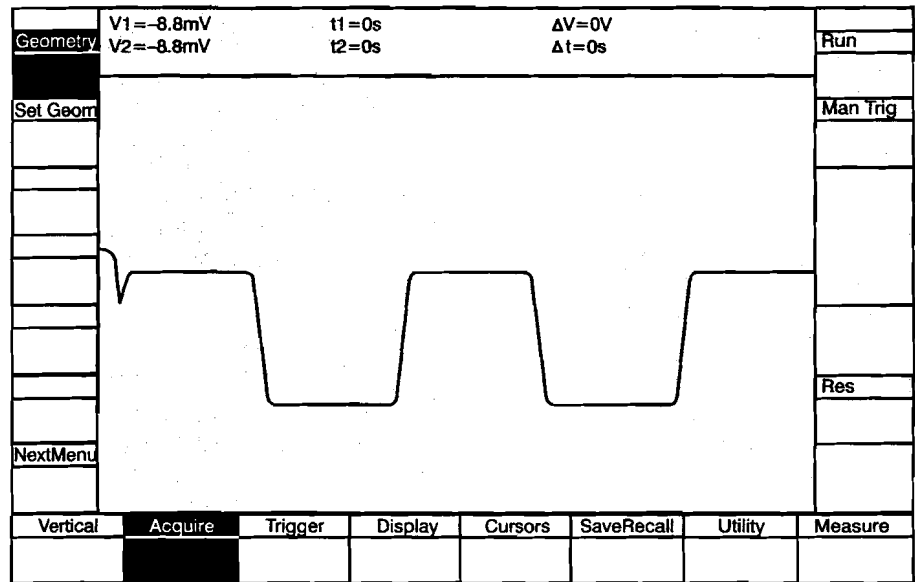 V1=–8.8mV t1=0s ΔV=0V
Geometry V2=–8.8mV t2=0s Δt=0s Run
Set Geom Man Trig
Res
NextMenu
Vertical Acquire Trigger Display Cursors SaveRecall Utility Measure